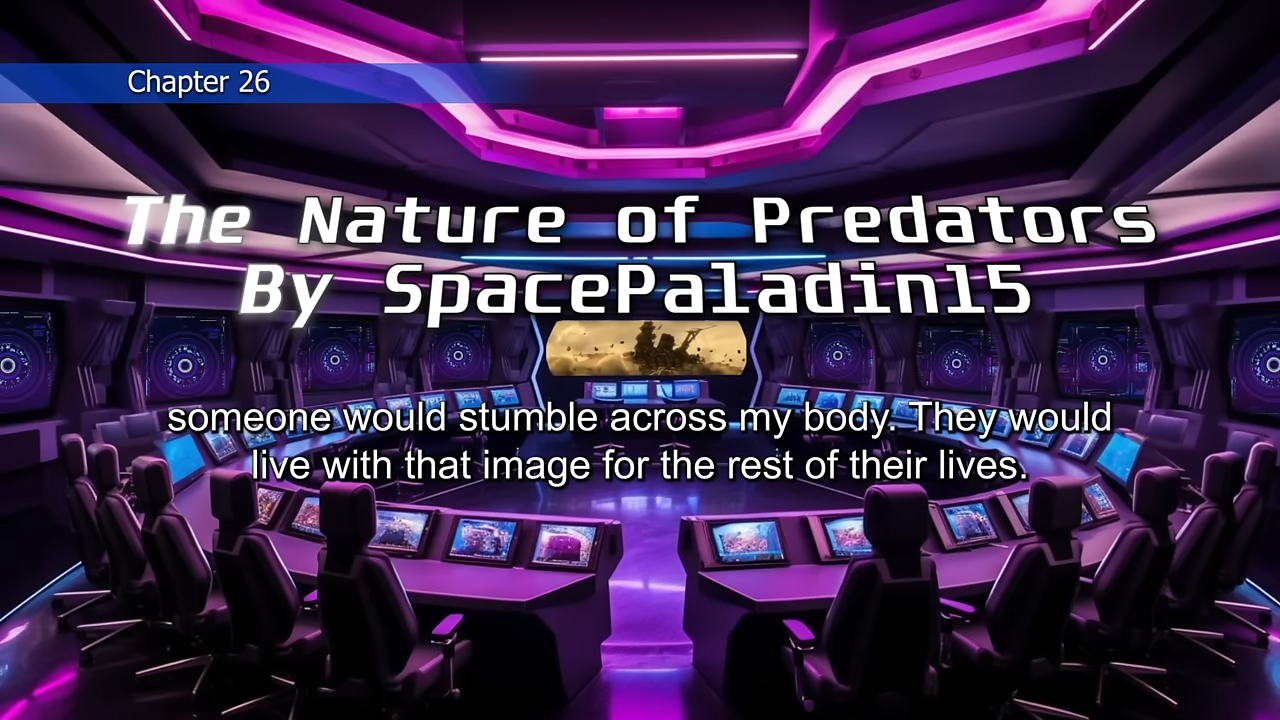 Chapter 26
The Nature of Predators
By SpacePaladin15
someone would stumble across my body. They would
live with that image for the rest of their lives.